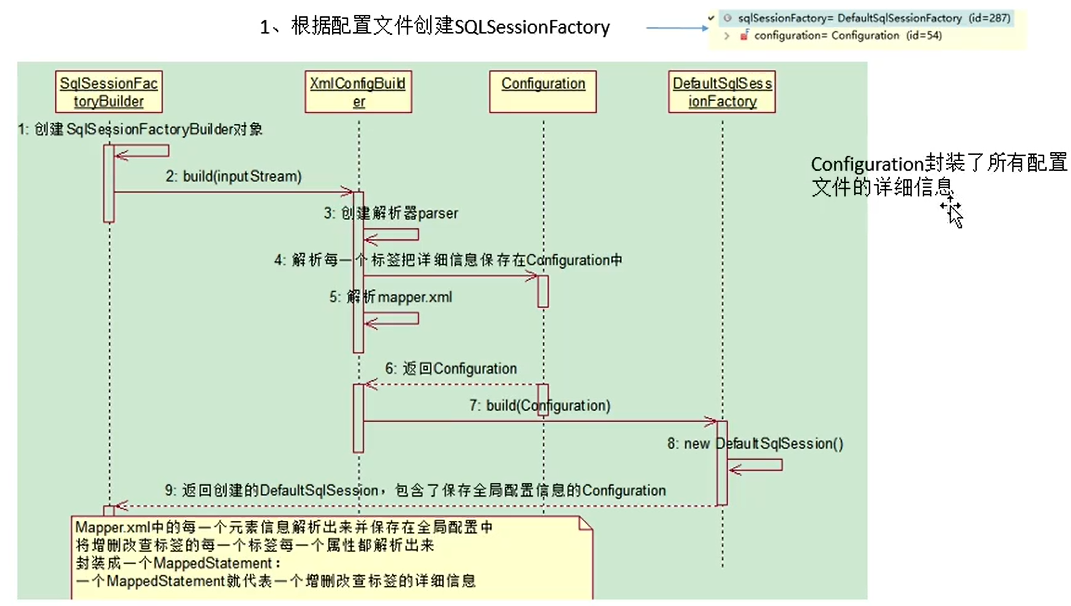 1、根据配置文件创建SQLSessionFactory
sqlSessionFactory= DefaultSqlSessionFactory (id=287)
configuration= Configuration (id=54)
SqlSessionFac
toryBuilder
XmlConfigBuild
er
Configuration
DefaultSqlSess
ionFactory
1: 创建SqlSessionFactoryBuilder对象
2: build(inputStream)
Configuration封装了所有配置
文件的详细信息
3: 创建解析器parser
4: 解析每一个标签把详细信息保存在Configuration中
5: 解析mapper.xml
6: 返回Configuration
7: build(Configuration)
8: new DefaultSqlSession()
9: 返回创建的DefaultSqlSession，包含了保存全局配置信息的Configuration
Mapper.xml中的每一个元素信息解析出来并保存在全局配置中
将增删改查标签的每一个标签每一个属性都解析出来
封装成一个MappedStatement：
一个MappedStatement就代表一个增删改查标签的详细信息